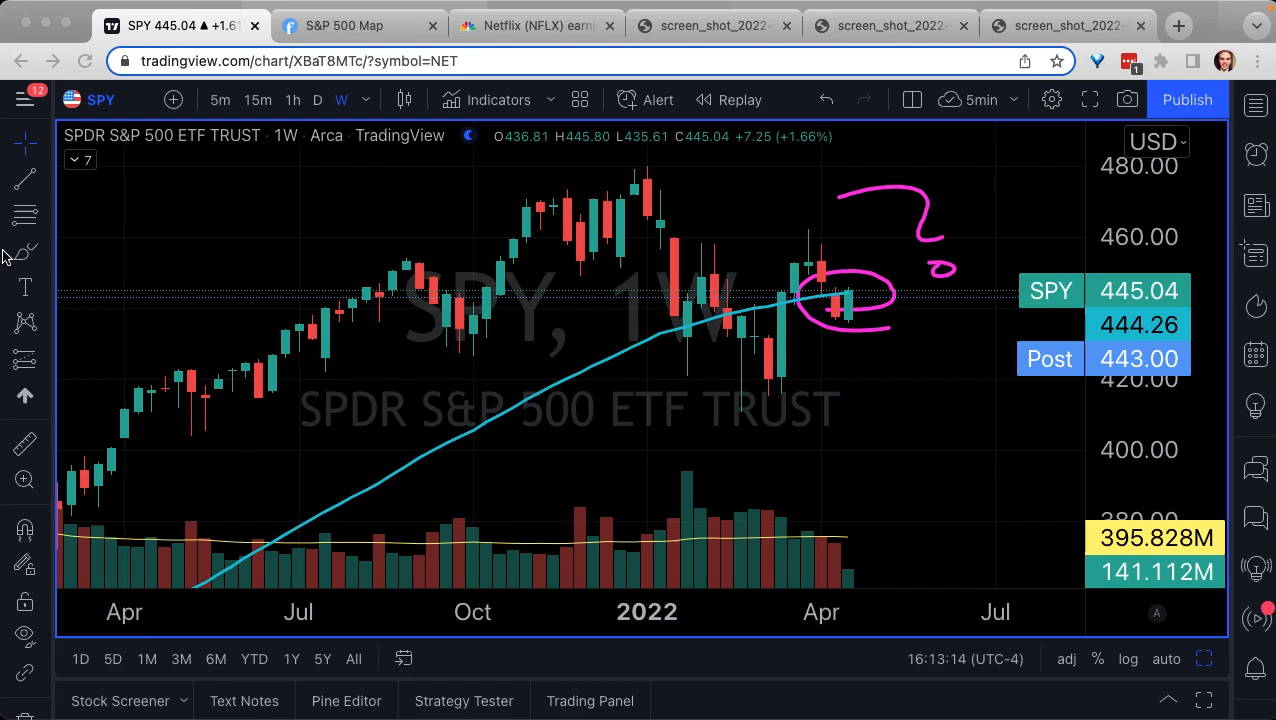 SPY 445.04 ▲ +1.61
S&P 500 Map
Netflix (NFLX) earni
screen_shot_2022-
screen_shot_2022-
screen_shot_2022-
tradingview.com/chart/XBaT8MTc/?symbol=NET
1
12
SPY
5m 15m 1h D W
Indicators
Alert
Replay
5min
Publish
SPDR S&P 500 ETF TRUST · 1W · Arca · TradingView
O436.81 H445.80 L435.61 C445.04 +7.25 (+1.66%)
USD
7
480.00
460.00
SPY, 1W
SPY 445.04
444.26
Post 443.00
420.00
SPDR S&P 500 ETF TRUST
400.00
380.00
395.828M
141.112M
Apr Jul Oct 2022 Apr Jul
A
1D 5D 1M 3M 6M YTD 1Y 5Y All
16:13:14 (UTC-4)
adj % log auto
Stock Screener
Text Notes
Pine Editor
Strategy Tester
Trading Panel